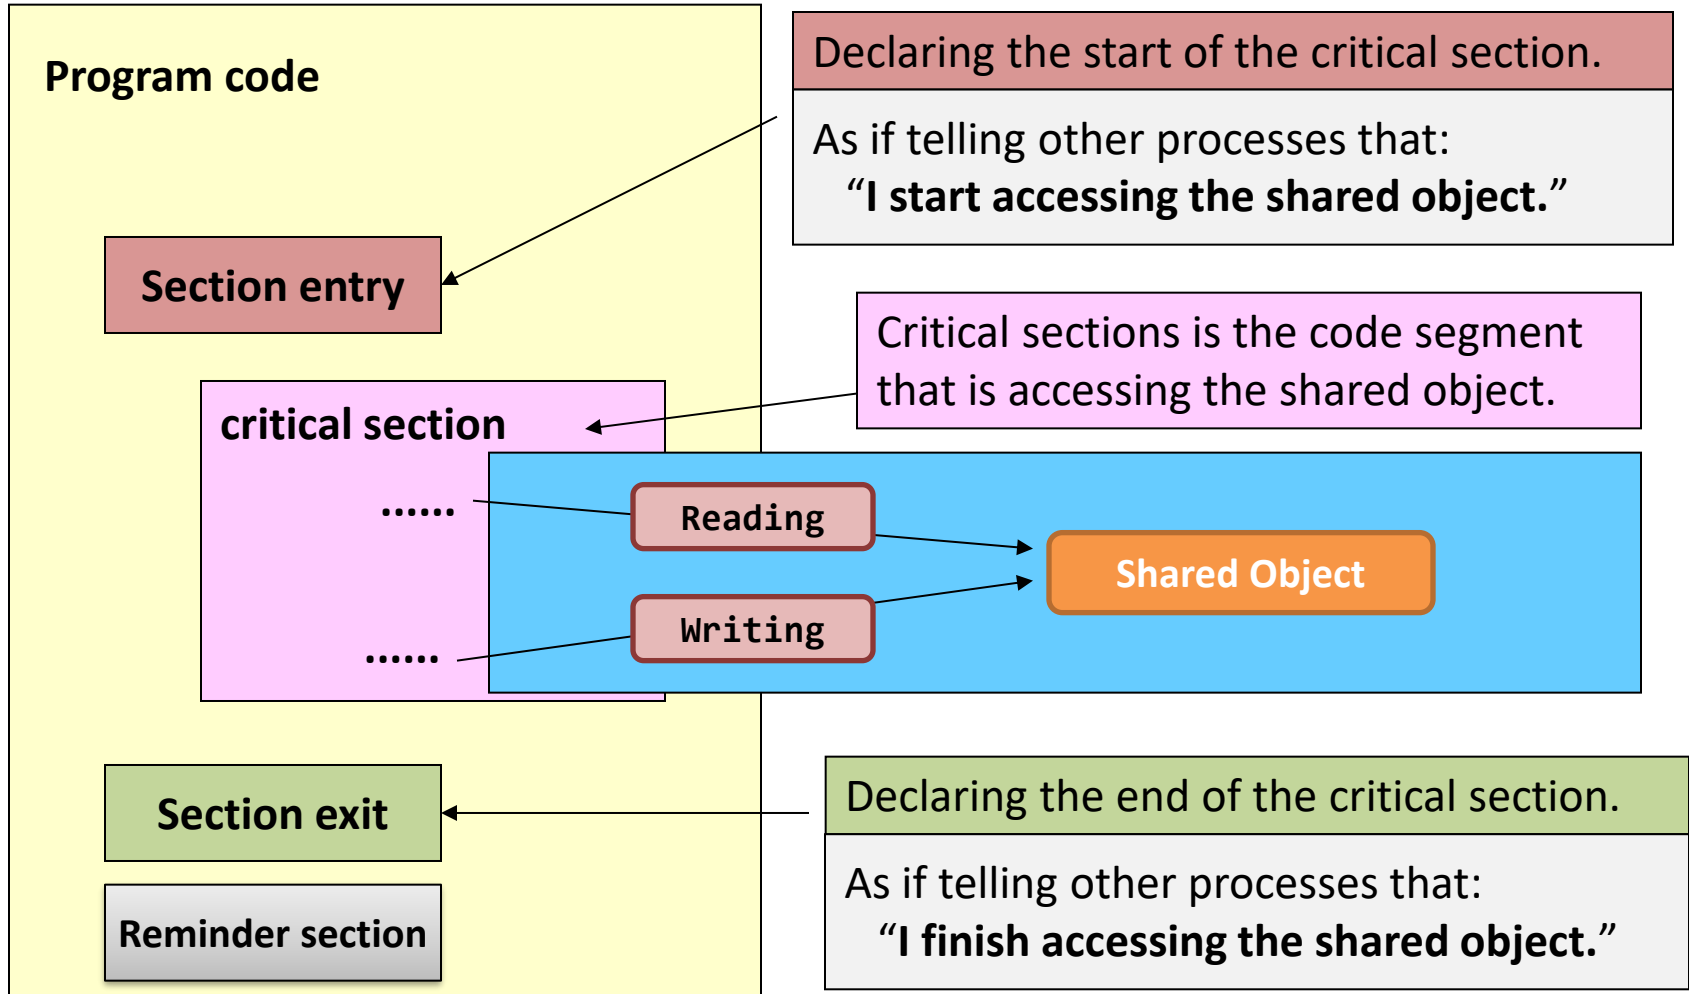 Program code
Declaring the start of the critical section.
As if telling other processes that:
“I start accessing the shared object.”
Section entry
Critical sections is the code segment
that is accessing the shared object.
critical section
......
Reading
Shared Object
Writing
......
Section exit
Declaring the end of the critical section.
As if telling other processes that:
“I finish accessing the shared object.”
Reminder section